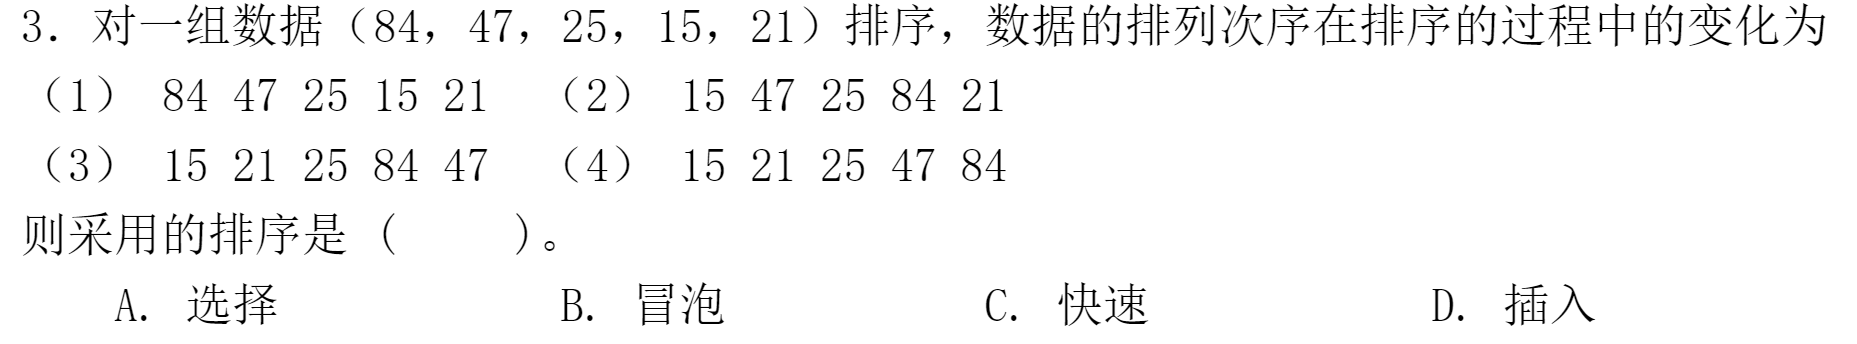 3. 对一组数据（84，47，25，15，21）排序，数据的排列次序在排序的过程中的变化为
（1） 84 47 25 15 21 （2） 15 47 25 84 21
（3） 15 21 25 84 47 （4） 15 21 25 47 84
则采用的排序是 ( )。
A. 选择 B. 冒泡 C. 快速 D. 插入